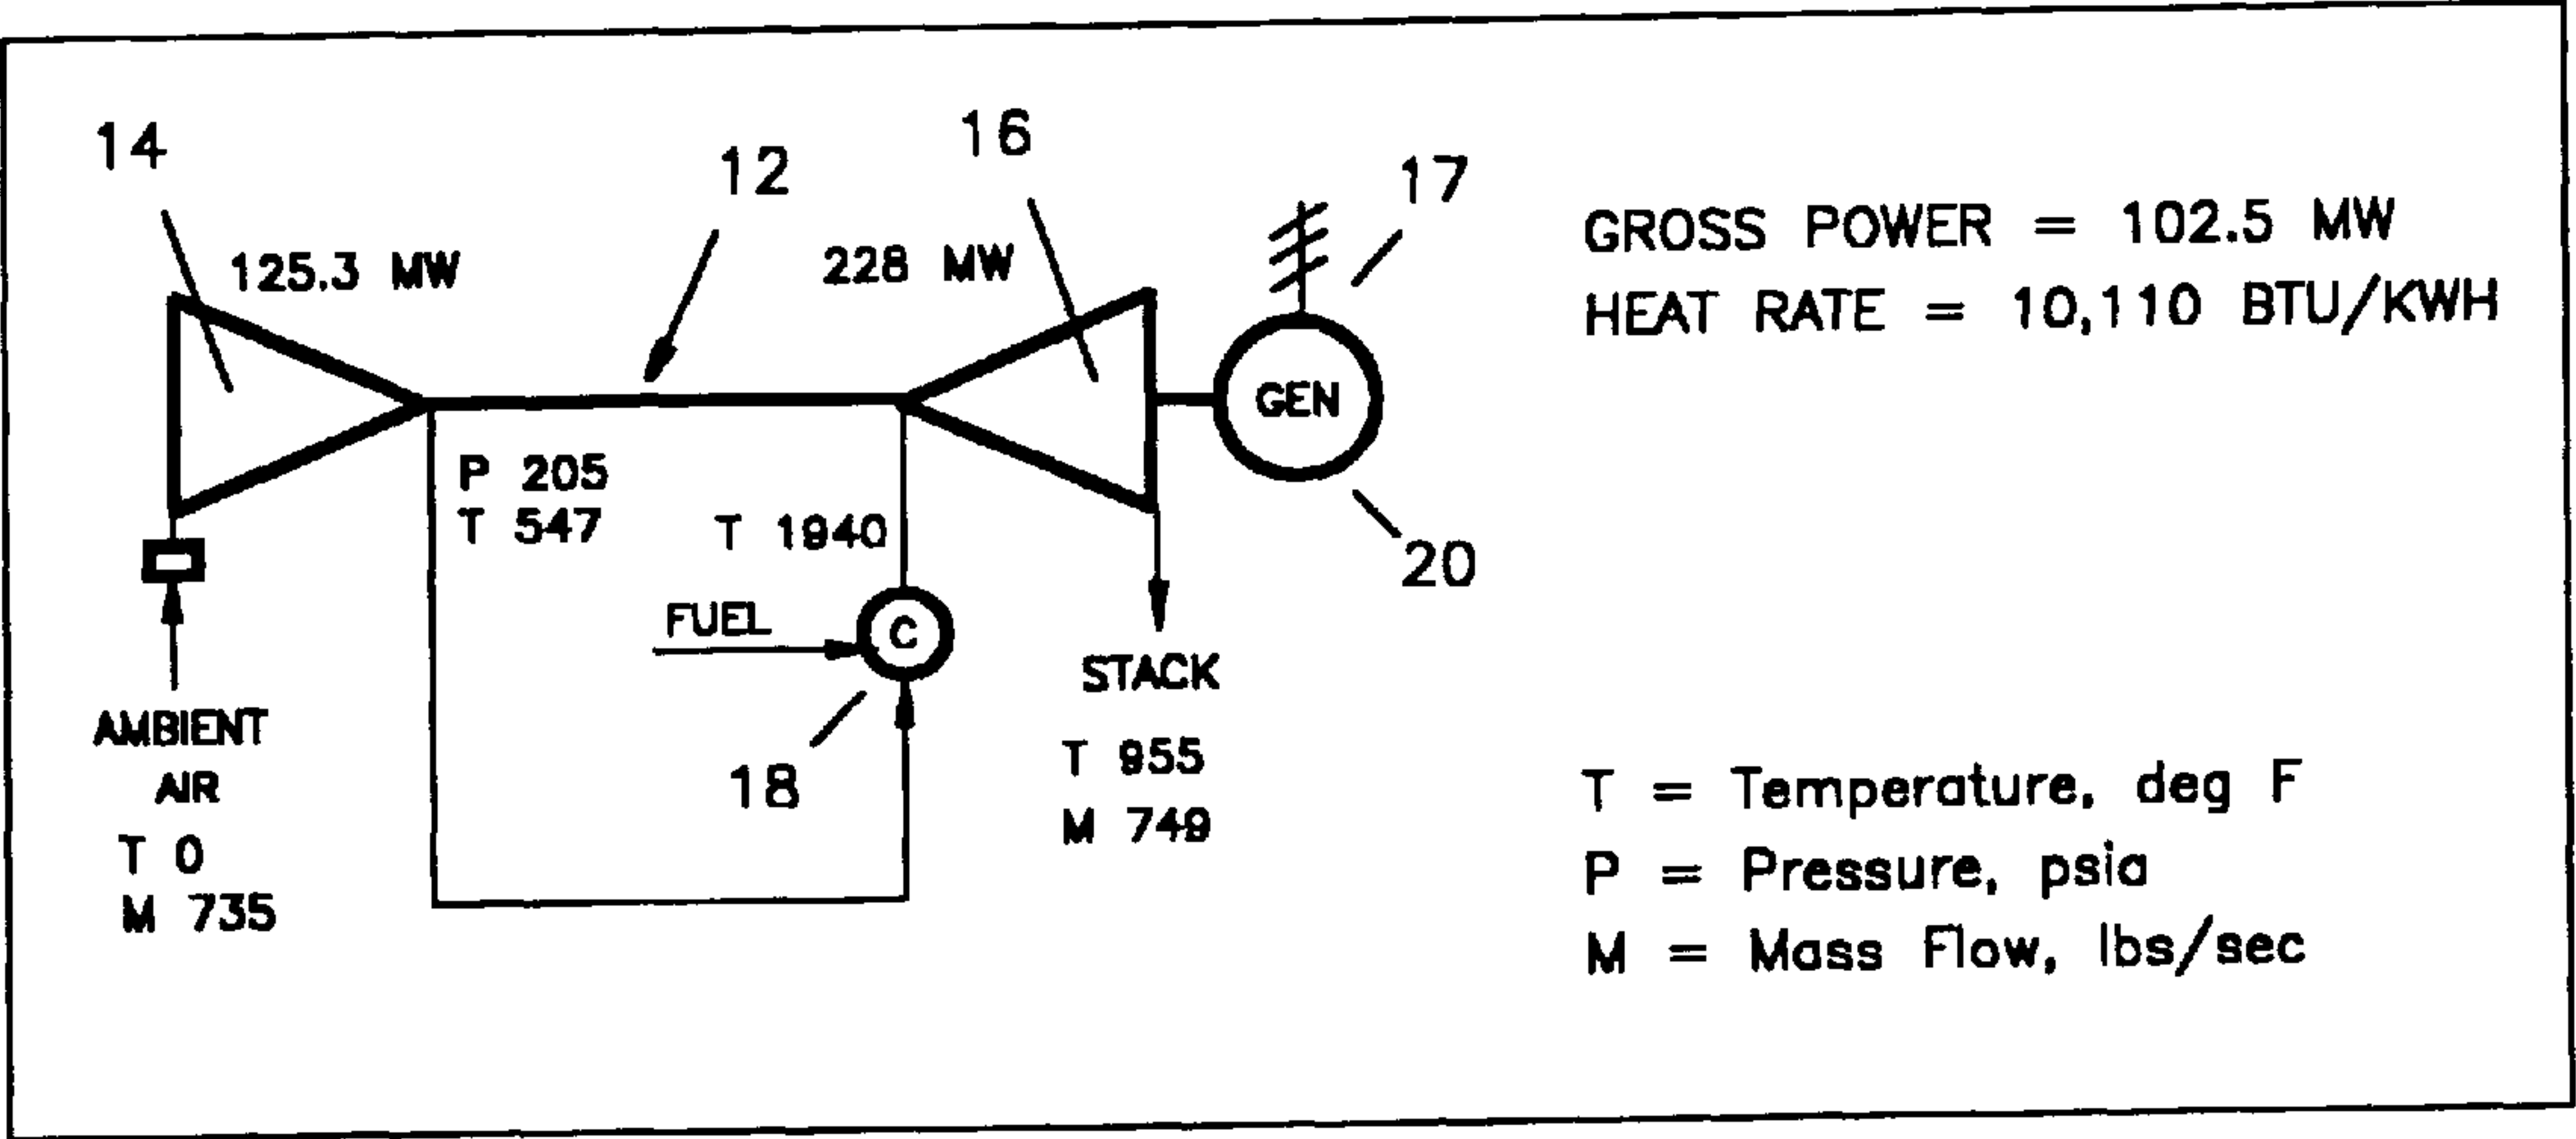 14
125.3 MW
12
228 MW
16
17
GROSS POWER = 102.5 MW
HEAT RATE = 10,110 BTU/KWH
GEN
20
P 205
T 547
T 1940
FUEL
C
18
AMBIENT
AIR
T 0
M 735
STACK
T 955
M 749
T = Temperature, deg F
P = Pressure, psia
M = Mass Flow, lbs/sec